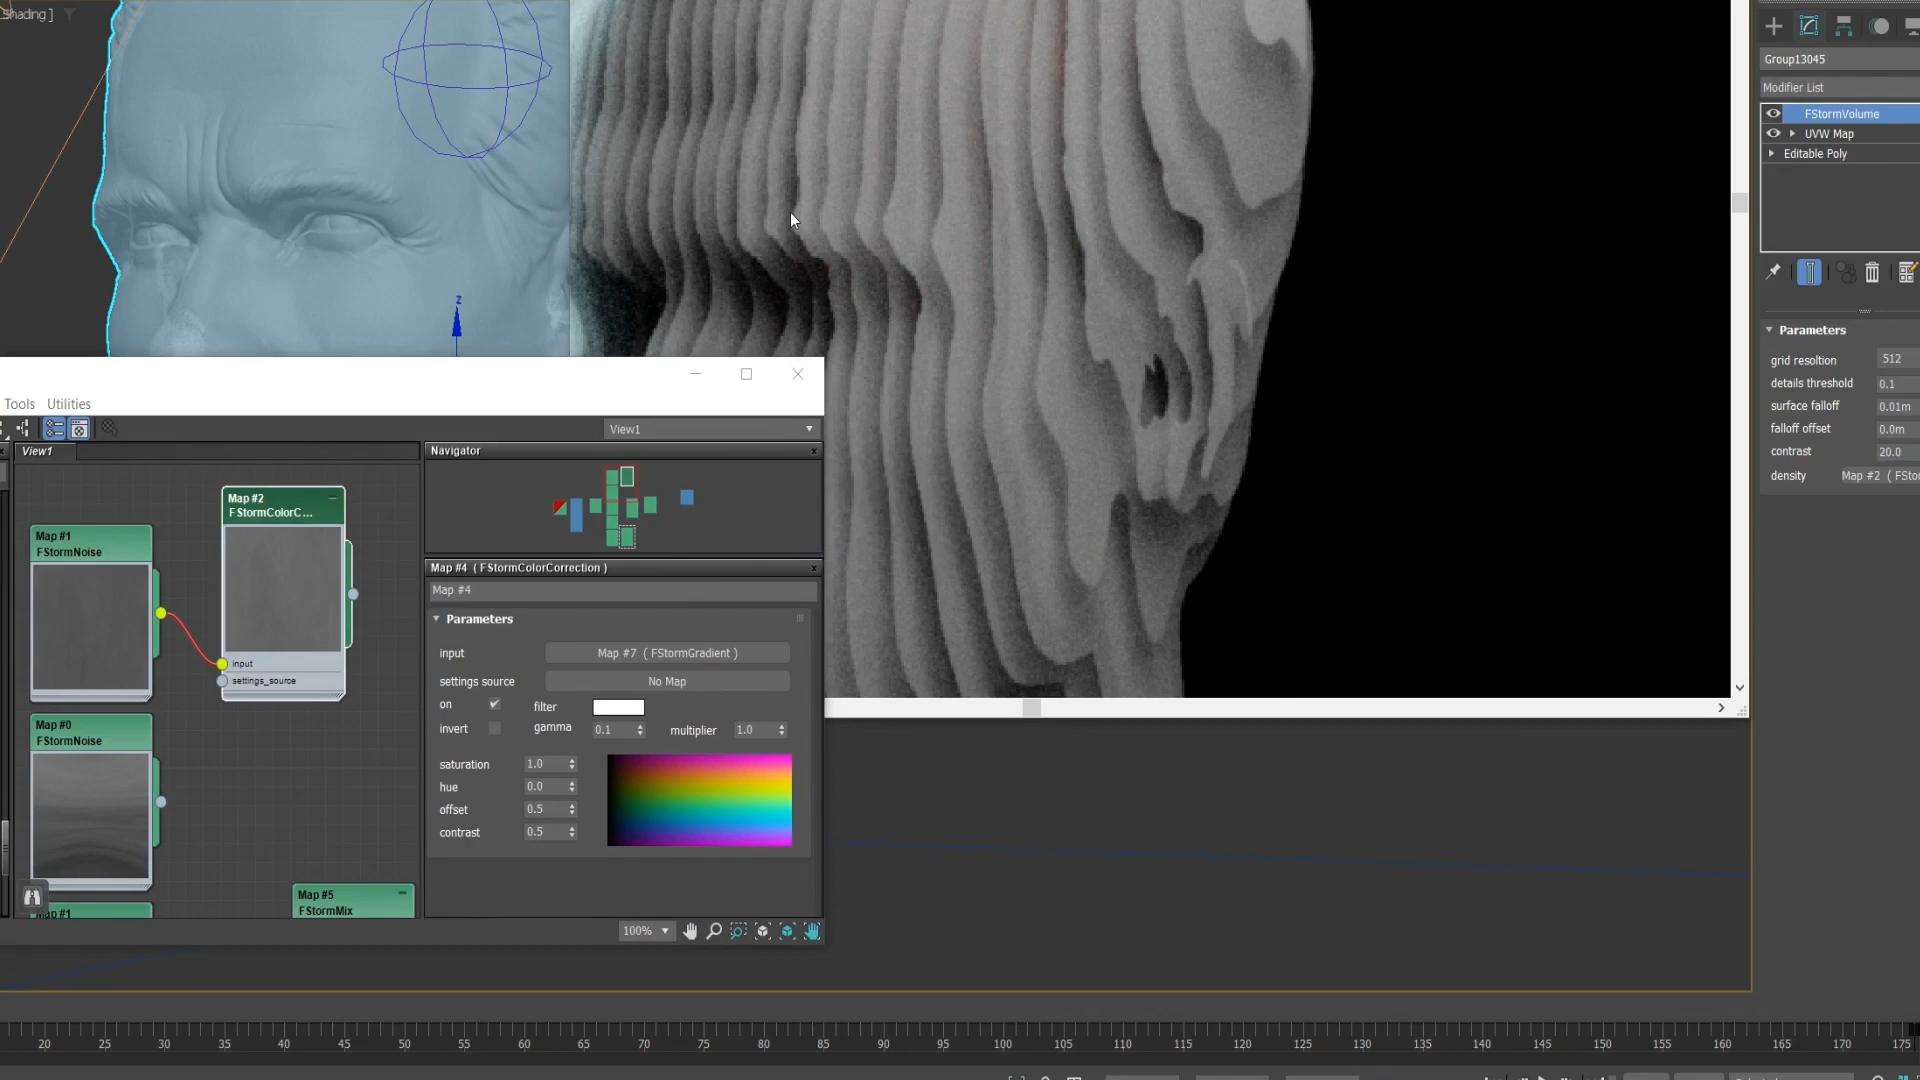 Shading ]
Group13045
Modifier List
FStormVolume
UVW Map
Editable Poly
Parameters
grid resoltion 512
details threshold 0.1
surface falloff 0.01m
falloff offset 0.0m
contrast 20.0
density Map #2 ( FStor
z
Tools Utilities
View1
View1
Navigator
Map #1
FStormNoise
Map #2
FStormColorC...
input
settings_source
Map #0
FStormNoise
Map #1
Map #5
FStormMix
Map #4 ( FStormColorCorrection )
Map #4
Parameters
input Map #7 ( FStormGradient )
settings source No Map
on filter
invert gamma 0.1 multiplier 1.0
saturation 1.0
hue 0.0
offset 0.5
contrast 0.5
100%
20 25 30 35 40 45 50 55 60 65 70 75 80 85 90 95 100 105 110 115 120 125 130 135 140 145 150 155 160 165 170 175